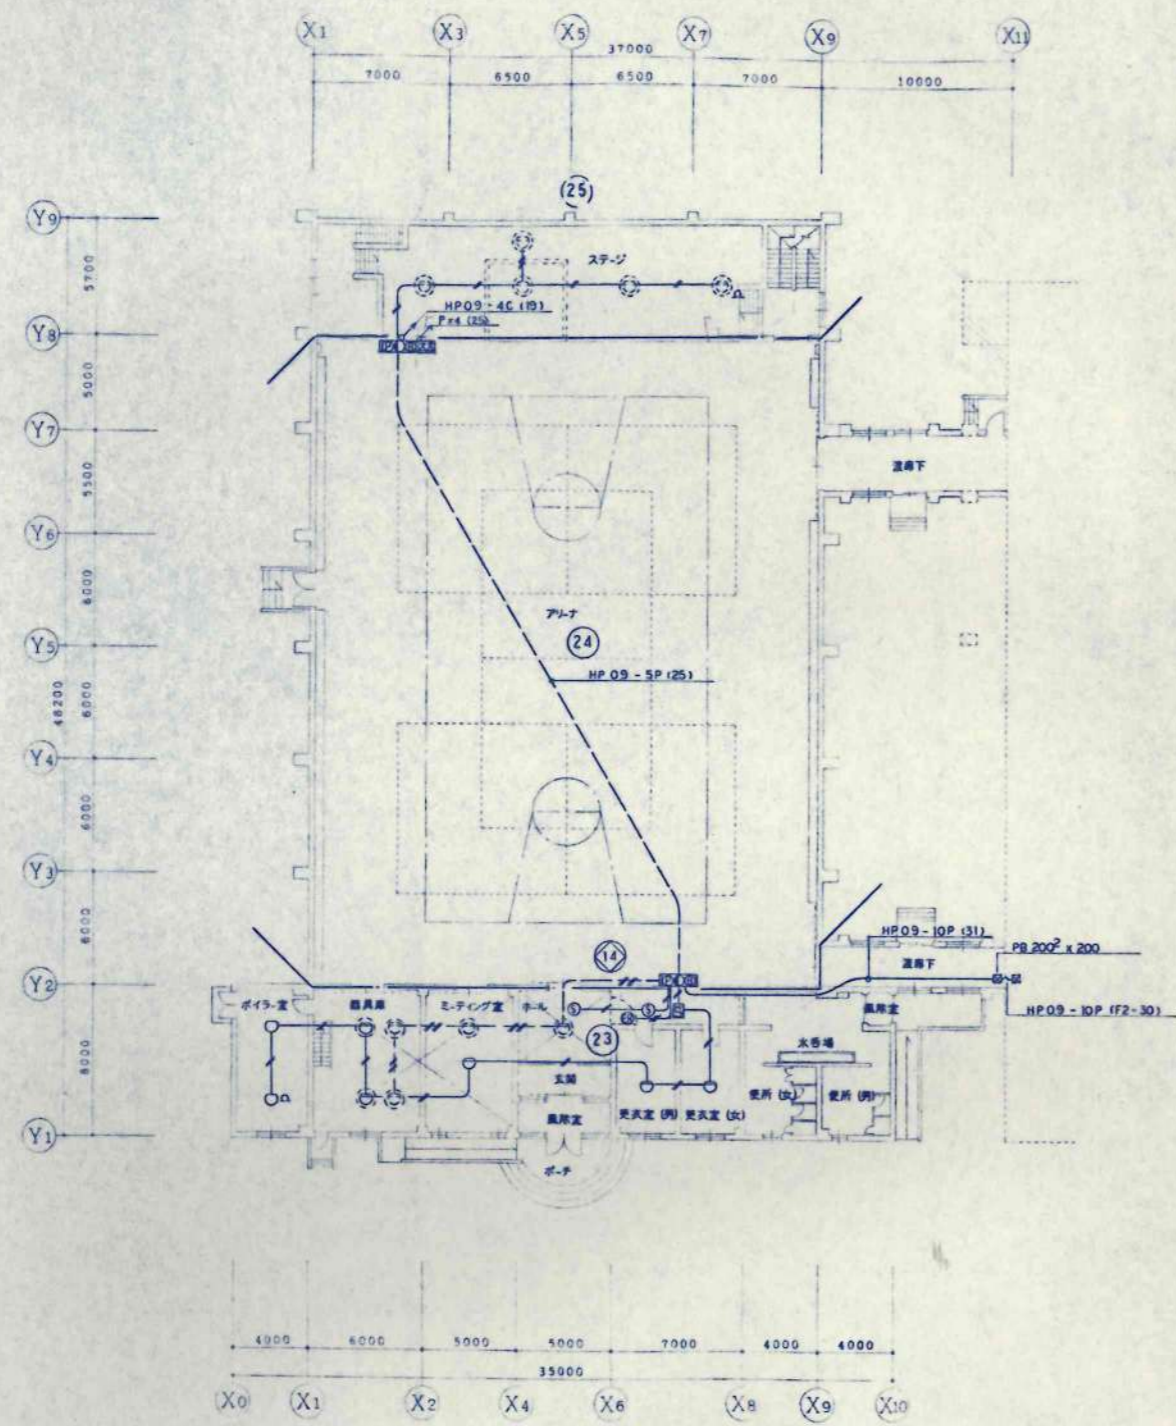 X1 X3 X5 X7 X9 X11
37000
7000 6500 6500 7000 10000
(25)
Y9
5700
ステージ
HP09-4C (19)
P×4 (25)
Y8
5000
Y7
渡廊下
5500
Y6
6000
アリーナ
24
Y5
HP 09 - 5P (25)
48200
6000
Y4
6000
Y3
6000
HP09-10P (31)
14
PB 200² x 200
渡廊下
Y2
ボイラー室 器具庫 ミーティング室 ホール
風除室
HP09-10P (F2-30)
S S
23
水呑場
8000
玄関
便所 (女) 便所 (男)
風除室 更衣室 (男) 更衣室 (女)
Y1
ポーチ
4000 6000 5000 5000 7000 4000 4000
35000
X0 X1 X2 X4 X6 X8 X9 X10